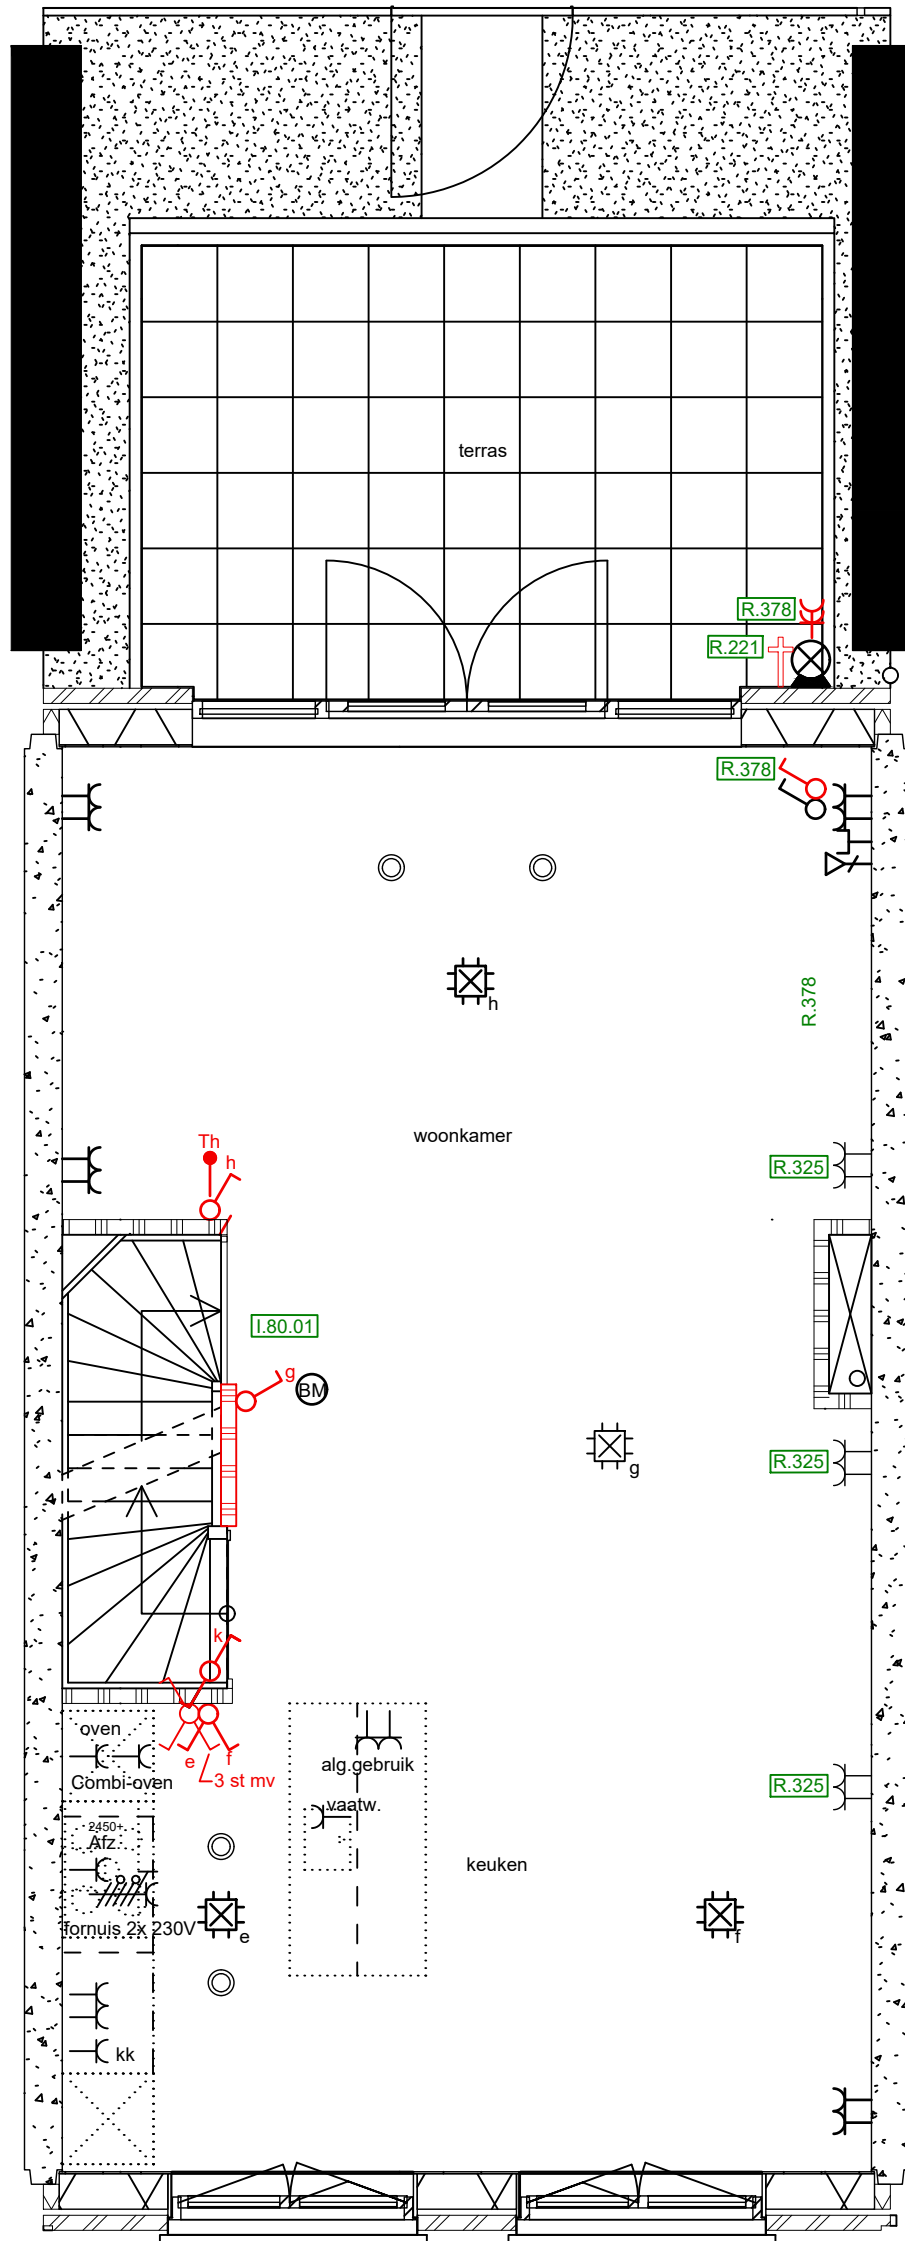 terras
R.378
R.221
R.378
h
R.378
woonkamer
Th
h
R.325
I.80.01
g
BM
g
R.325
k
oven
e
f
3 st mv
Combi-oven
alg.gebruik
vaatw.
R.325
2450+
Afz
keuken
fornuis 2x 230V
e
f
kk